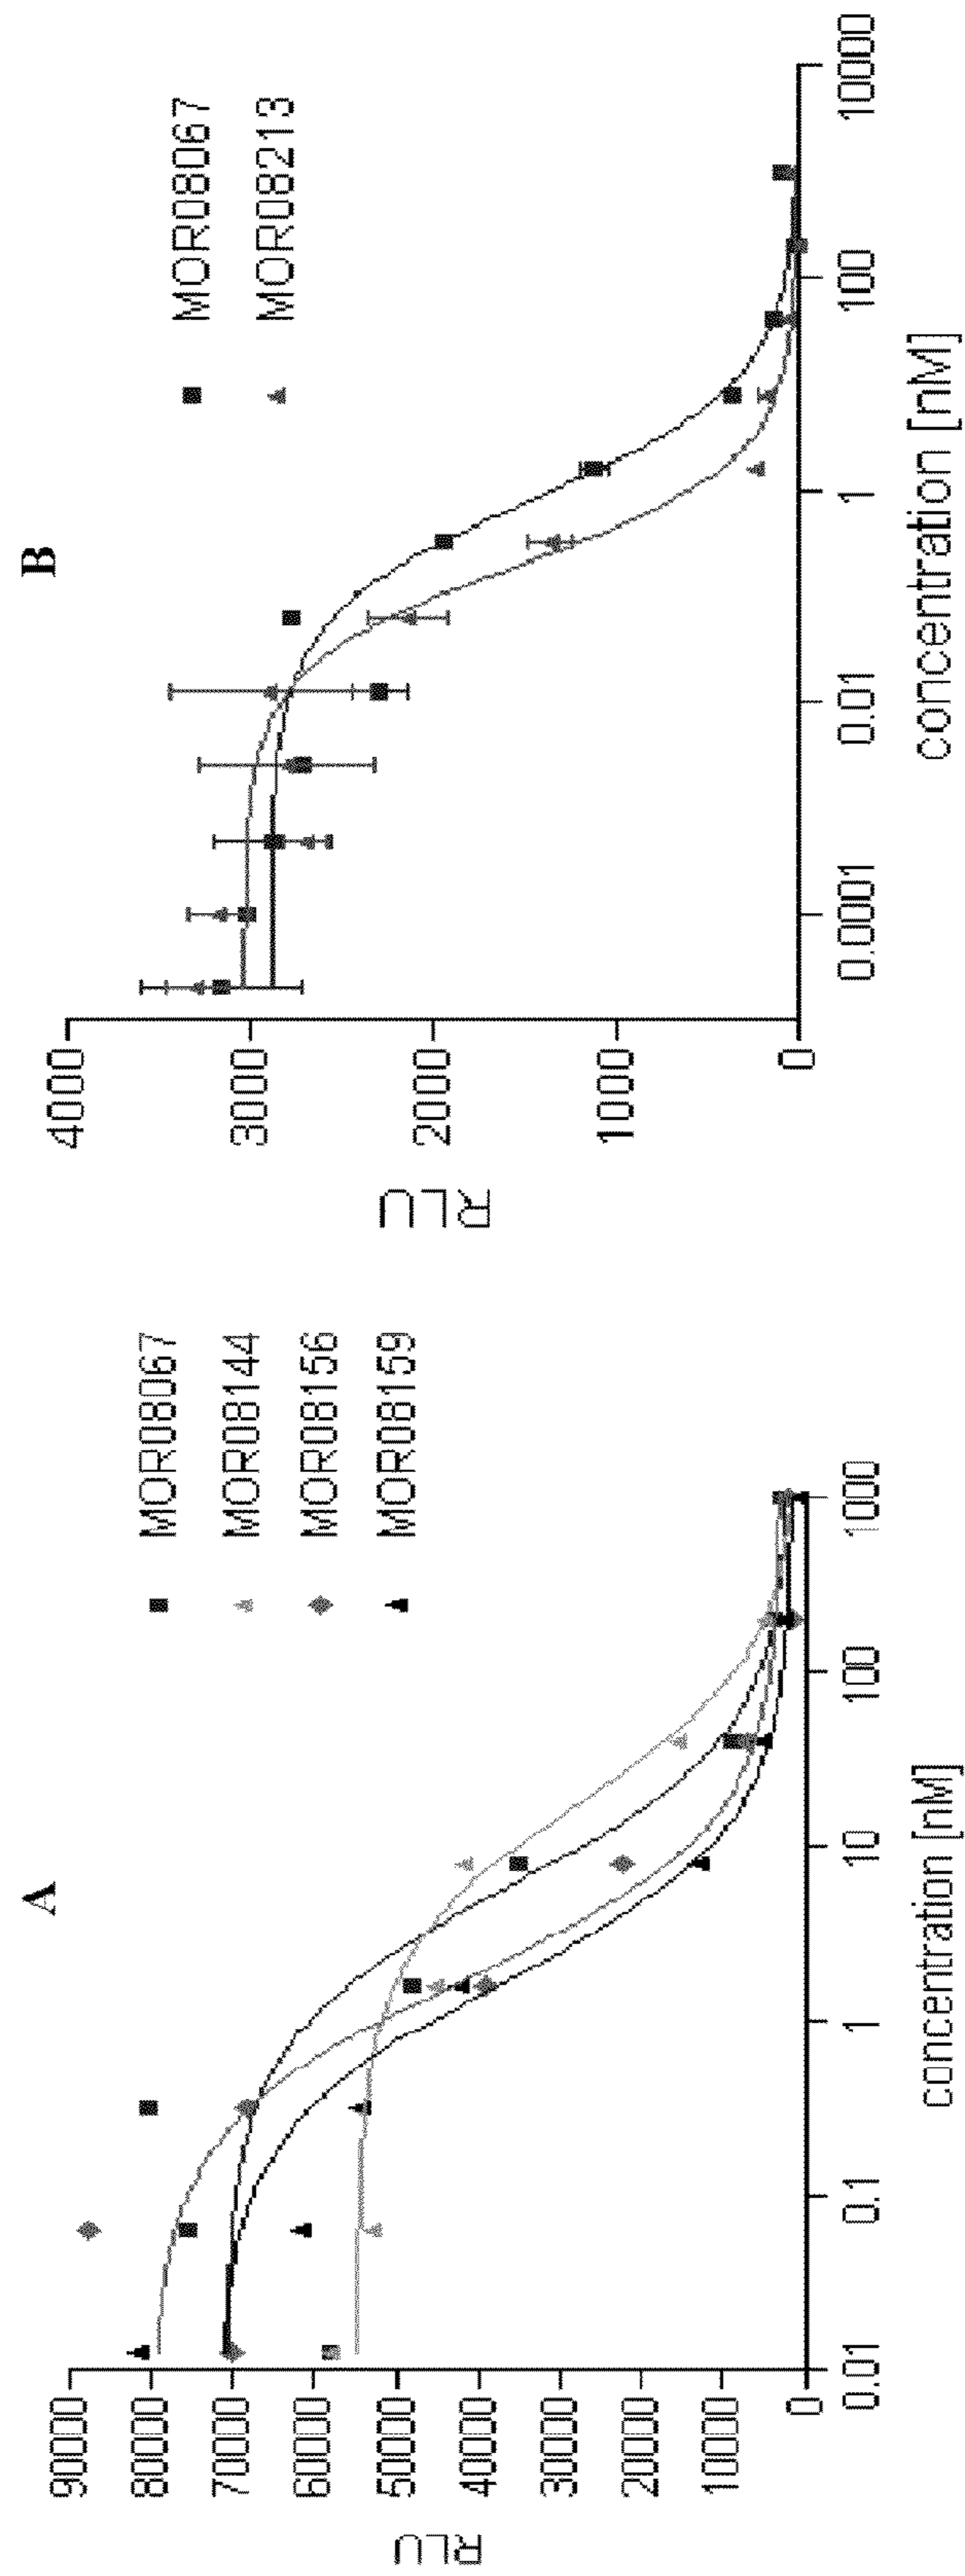 A
90000
80000
70000
60000
50000
40000
30000
20000
10000
0
RLU
0.01
0.1
1
10
100
1000
concentration [nM]
MOR08067
MOR08144
MOR08156
MOR08159
B
4000
3000
2000
1000
0
RLU
0.0001
0.01
1
100
10000
concentration [nM]
MOR08067
MOR08213